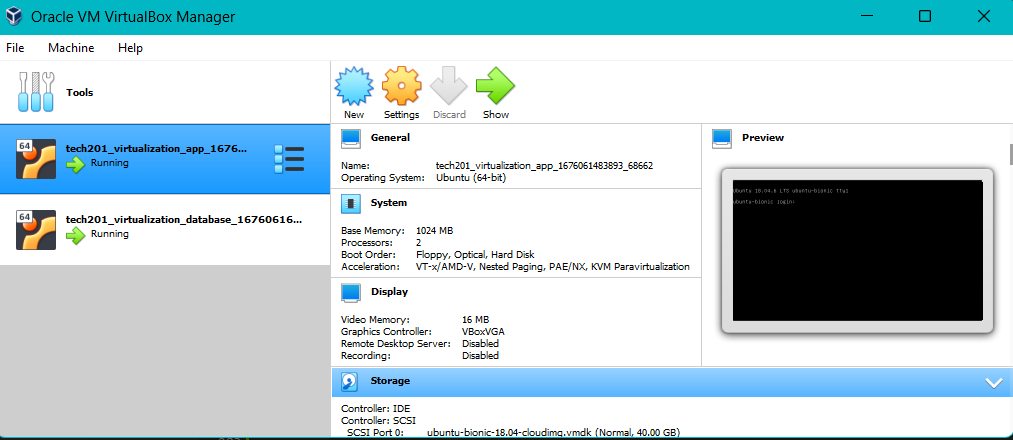 Oracle VM VirtualBox Manager
File Machine Help
Tools
New Settings Discard Show
64
tech201_virtualization_app_1676...
Running
64
tech201_virtualization_database_16760616...
Running
General
Name: tech201_virtualization_app_1676061483893_68662
Operating System: Ubuntu (64-bit)
System
Base Memory: 1024 MB
Processors: 2
Boot Order: Floppy, Optical, Hard Disk
Acceleration: VT-x/AMD-V, Nested Paging, PAE/NX, KVM Paravirtualization
Display
Video Memory: 16 MB
Graphics Controller: VBoxVGA
Remote Desktop Server: Disabled
Recording: Disabled
Storage
Controller: IDE
Controller: SCSI
SCSI Port 0: ubuntu-bionic-18.04-cloudimg.vmdk (Normal, 40.00 GB)
Preview
Ubuntu 18.04.6 LTS ubuntu-bionic tty1
ubuntu-bionic login: